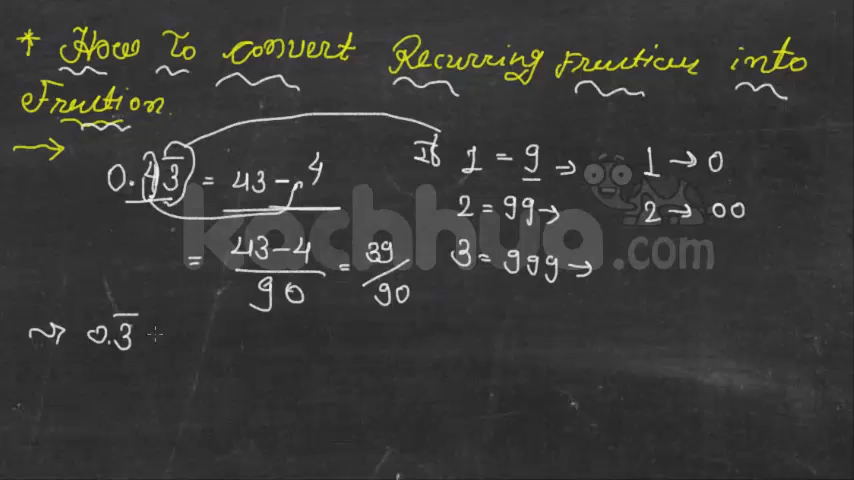 * How To convert Recurring fraction into
Fraction.
→ 0.43̅ = 43 - 4
If 1 = 9 → 1 → 0
2 = 99 → 2 → 00
= 43-4/90 = 39/90
3 = 999 →
kachhua.com
~> 0.3̅